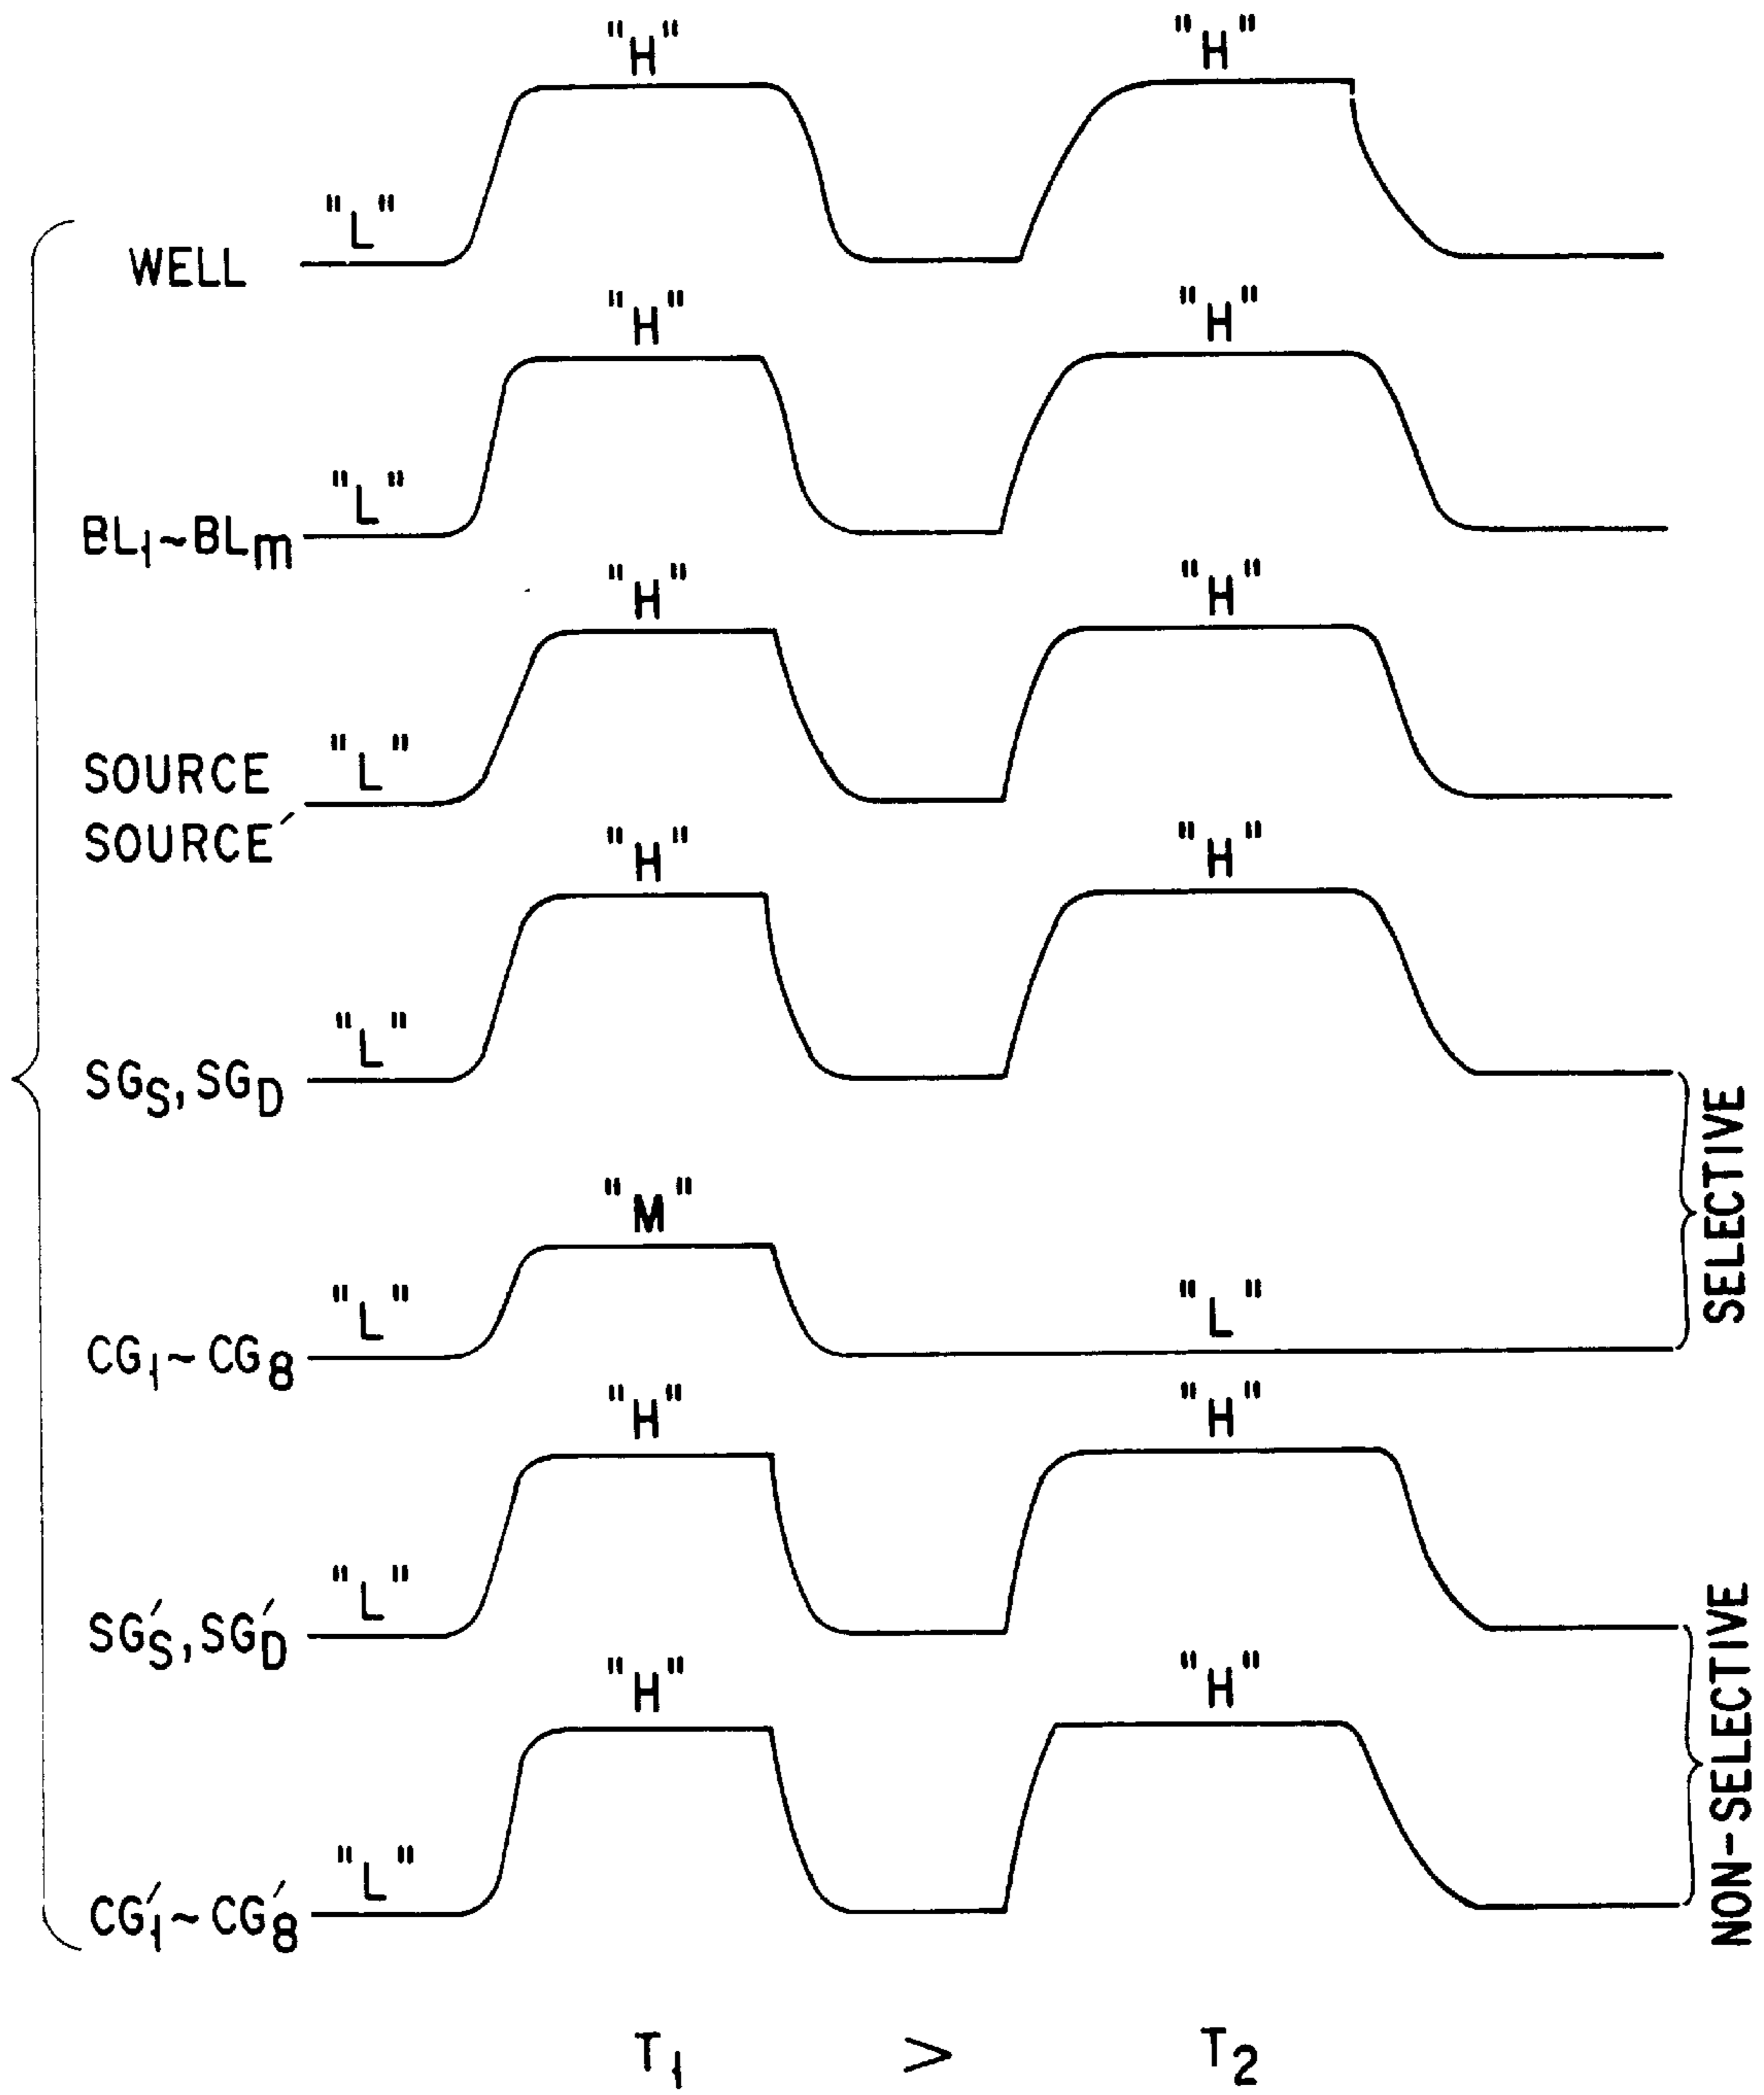 "H" "H"
"L"
WELL
"H" "H"
"L"
BL1~BLm
"H" "H"
"L"
SOURCE
SOURCE′
"H" "H"
"L"
SGS, SGD
SELECTIVE
"M"
"L" "L"
CG1~CG8
"H" "H"
"L"
SG′S, SG′D
NON-SELECTIVE
"H" "H"
"L"
CG′1~CG′8
T1 > T2